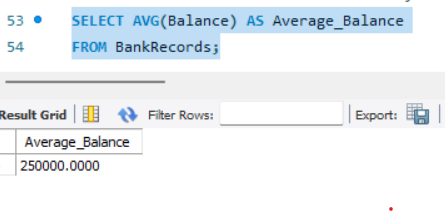 53 SELECT AVG(Balance) AS Average_Balance
54 FROM BankRecords;
Result Grid Filter Rows: Export:
Average_Balance
250000.0000